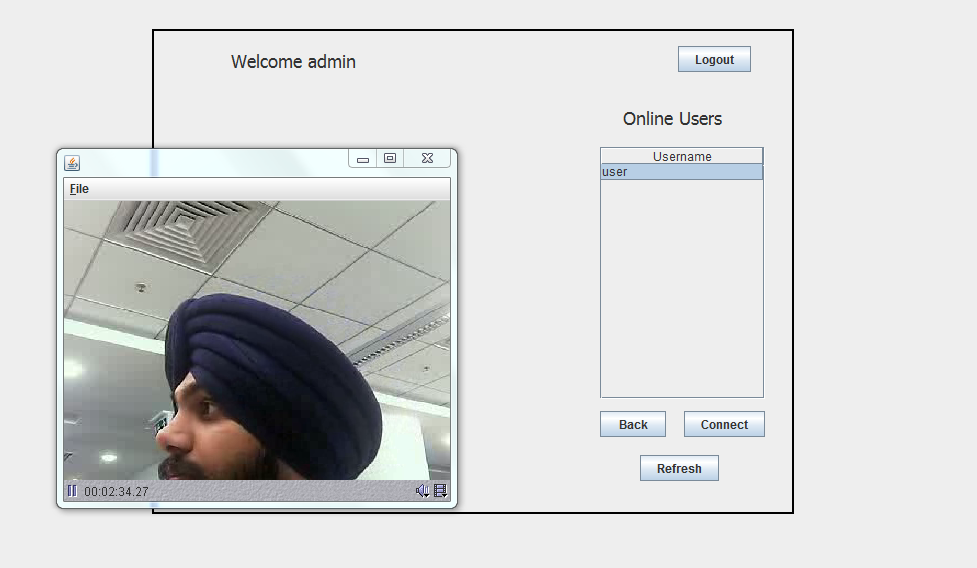 Welcome admin
Logout
Online Users
Username
user
File
00:02:34.27
Back
Connect
Refresh